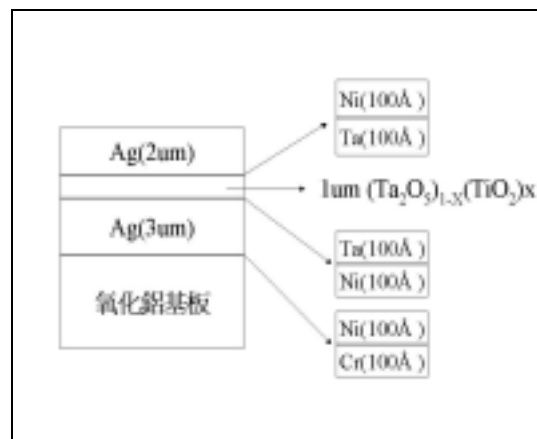 Ni(100Å)
Ta(100Å)
Ag(2um)
1um (Ta₂O₅)₁₋ₓ(TiO₂)x
Ag(3um)
Ta(100Å)
Ni(100Å)
氧化鋁基板
Ni(100Å)
Cr(100Å)